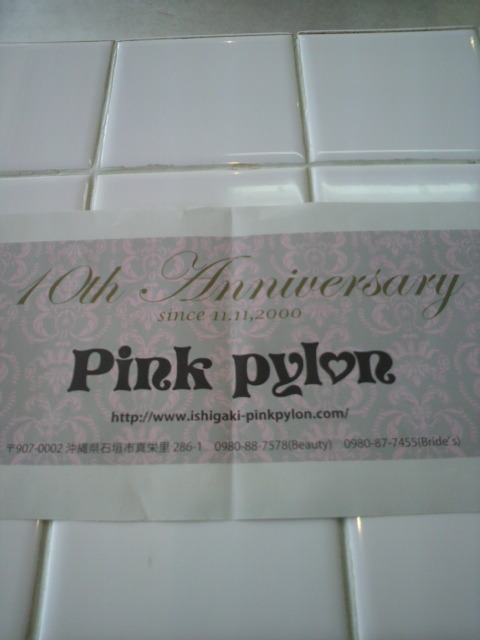 10th Anniversary
since 11.11,2000
Pink pylon
http://www.ishigaki-pinkpylon.com/
〒907-0002 沖縄県石垣市真栄里 286-1 0980-88-7578(Beauty) 0980-87-7455(Bride's)